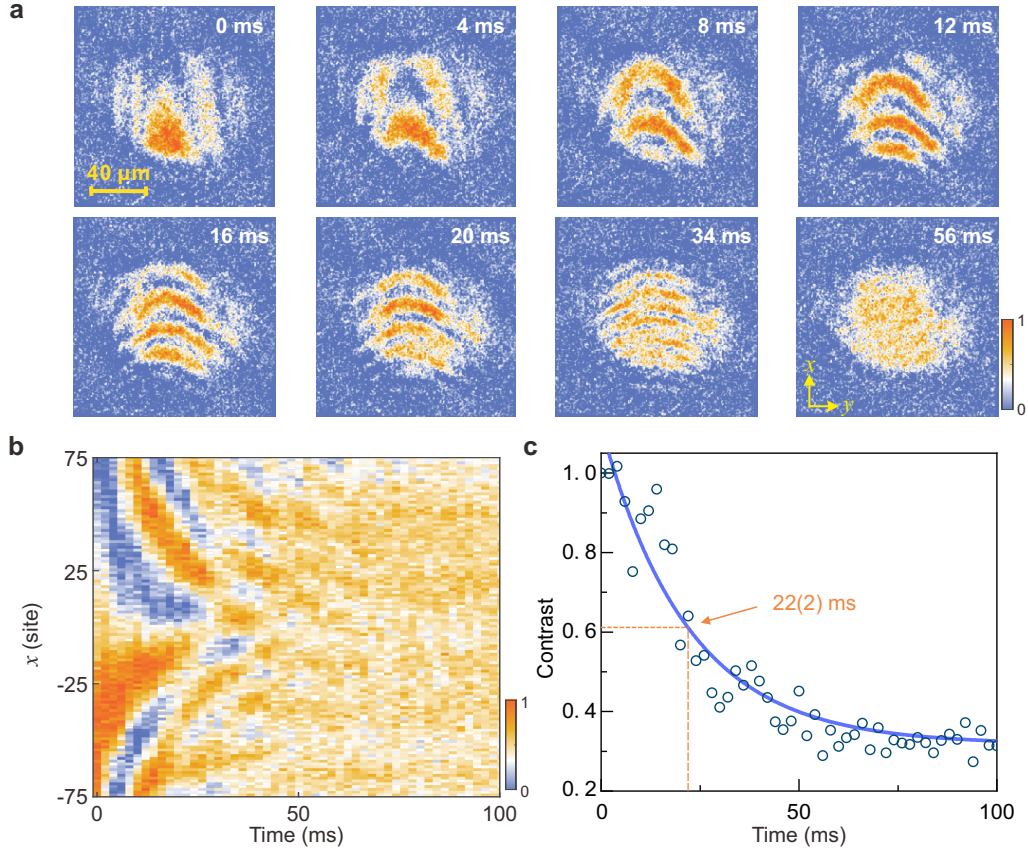 a
0 ms
4 ms
8 ms
12 ms
40 μm
16 ms
20 ms
34 ms
56 ms
x
y
1
0
b
75
25
-25
-75
x (site)
0
50
100
Time (ms)
1
0
c
1.0
0.8
0.6
0.4
0.2
Contrast
22(2) ms
0
25
50
75
100
Time (ms)